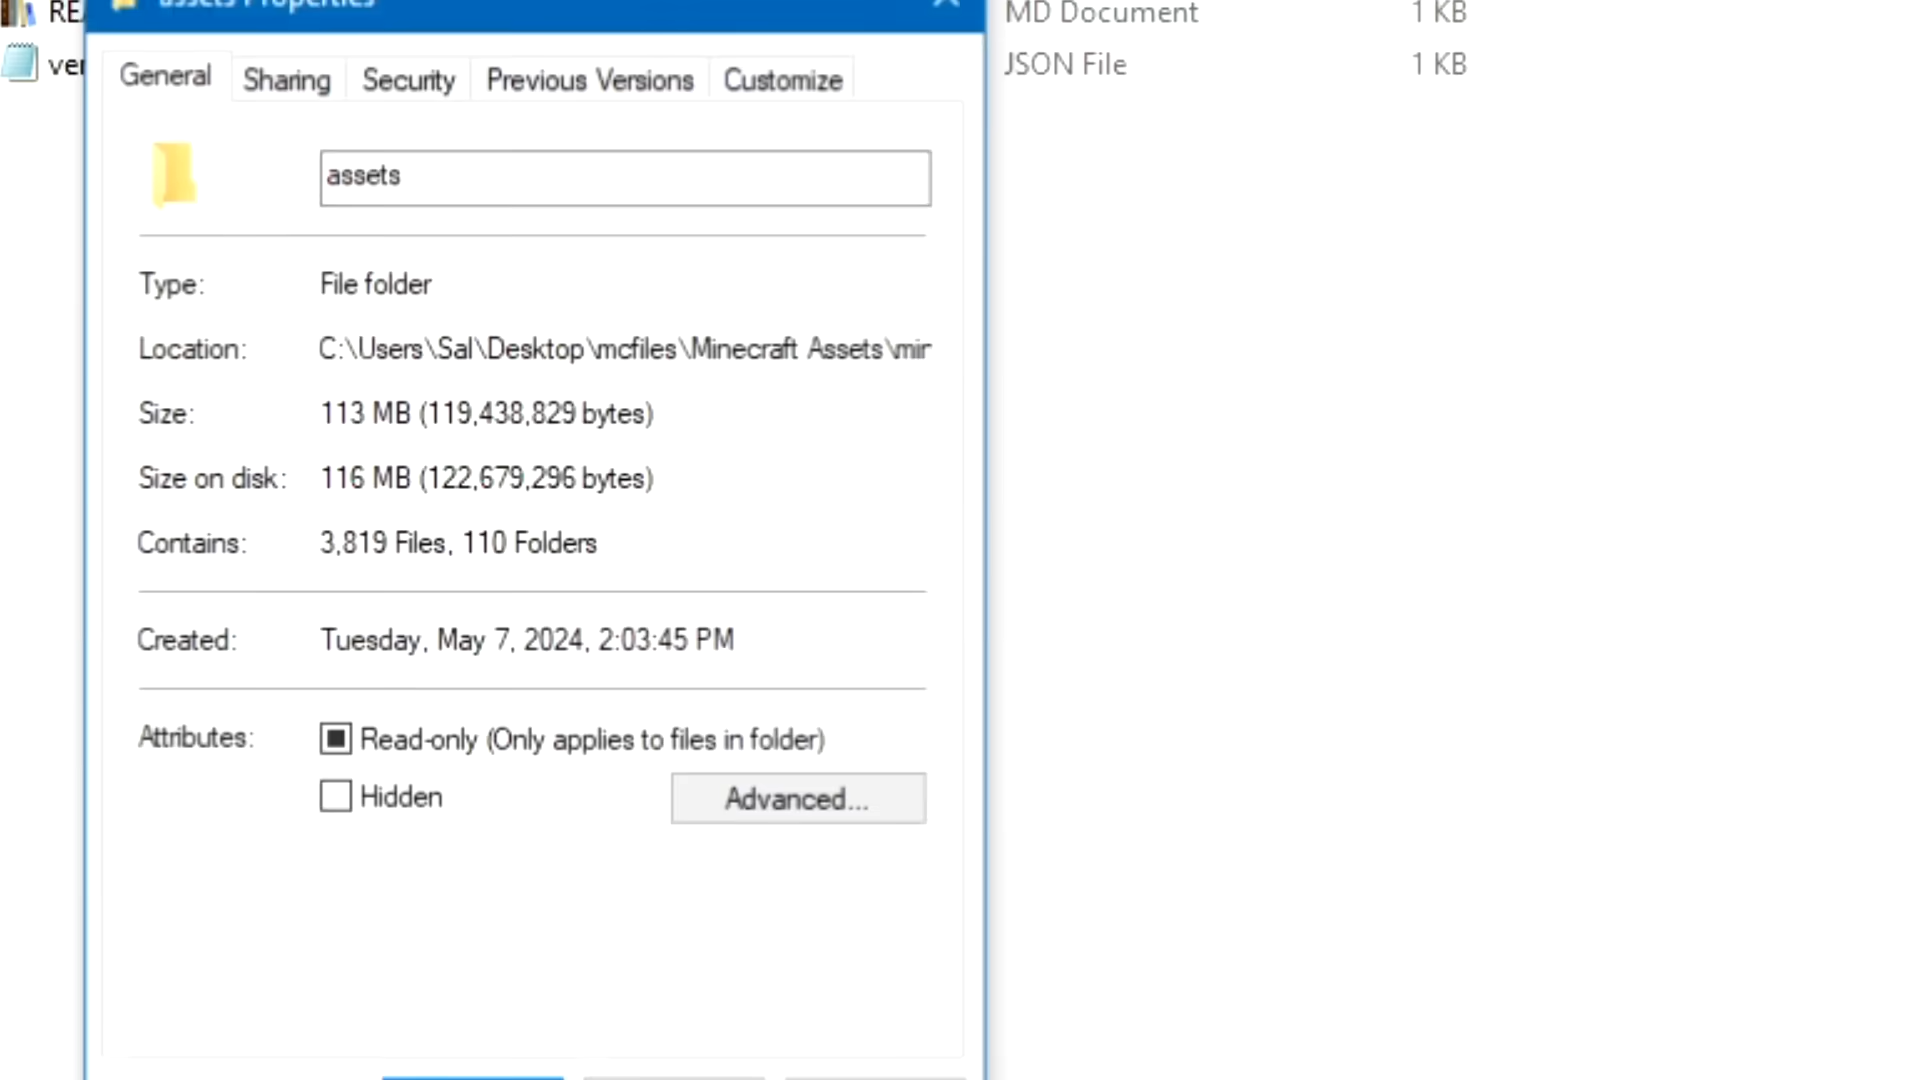 assets Properties
RE
MD Document 1 KB
ver
JSON File 1 KB
General Sharing Security Previous Versions Customize
assets
Type: File folder
Location: C:\Users\Sal\Desktop\mcfiles\Minecraft Assets\mir
Size: 113 MB (119,438,829 bytes)
Size on disk: 116 MB (122,679,296 bytes)
Contains: 3,819 Files, 110 Folders
Created: Tuesday, May 7, 2024, 2:03:45 PM
Attributes: Read-only (Only applies to files in folder)
Hidden Advanced...